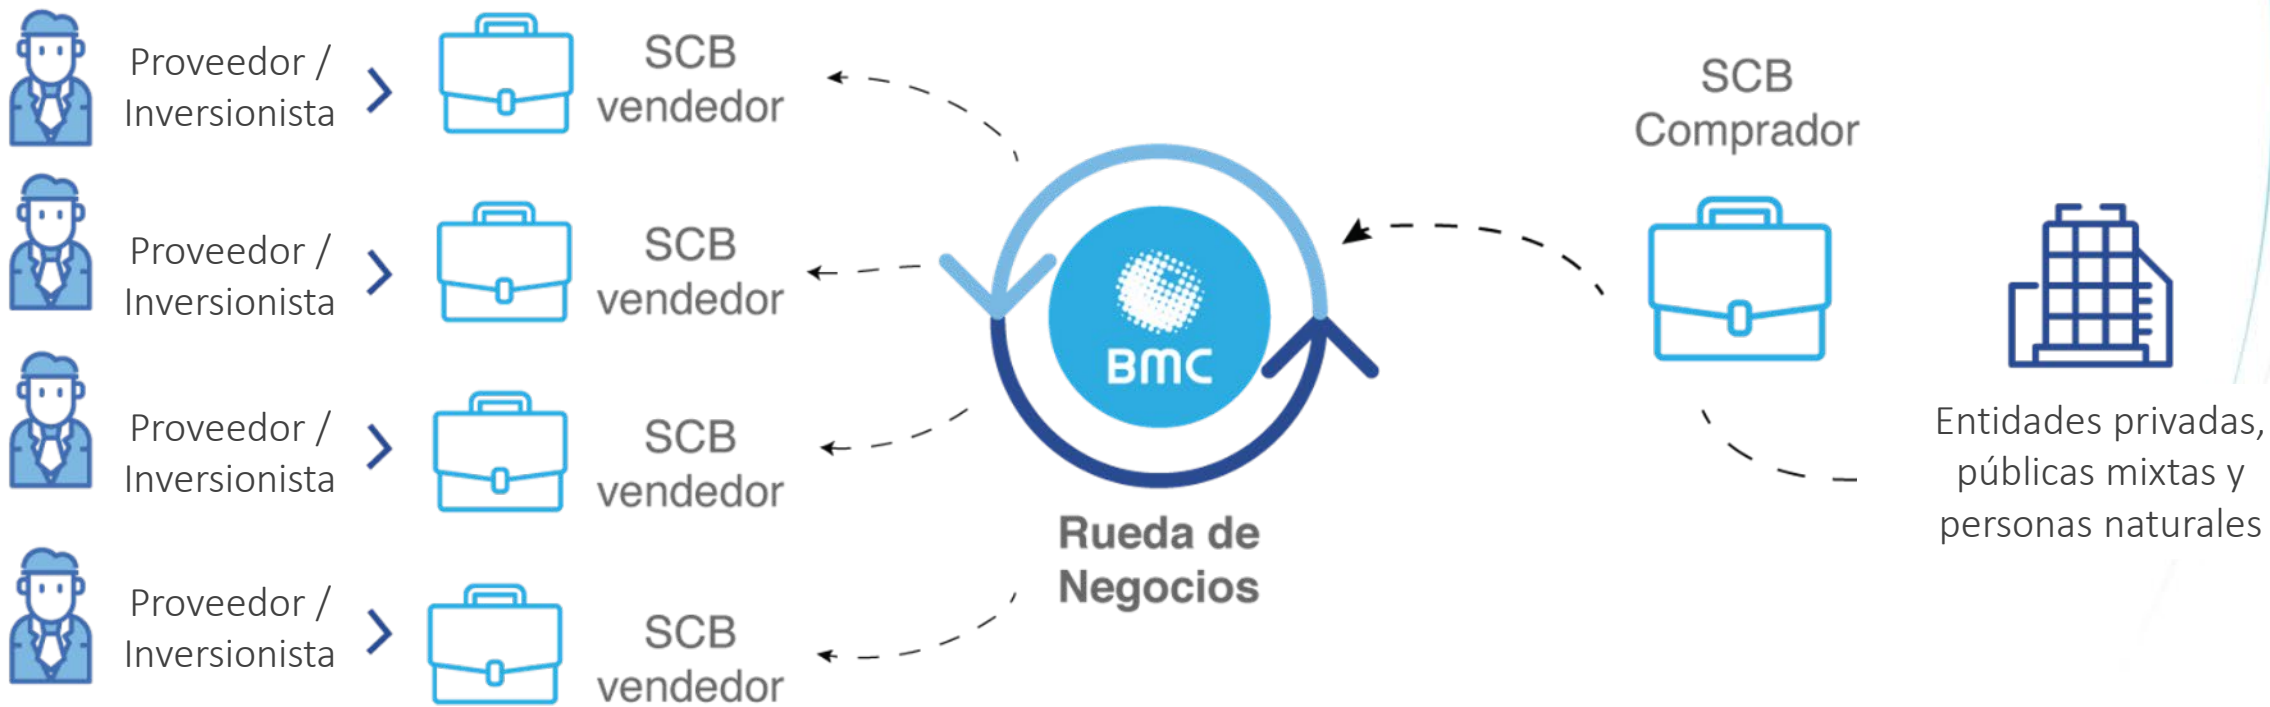 Proveedor /
Inversionista
SCB
vendedor
Proveedor /
Inversionista
SCB
vendedor
Proveedor /
Inversionista
SCB
vendedor
Proveedor /
Inversionista
SCB
vendedor
BMC
Rueda de
Negocios
SCB
Comprador
Entidades privadas,
públicas mixtas y
personas naturales